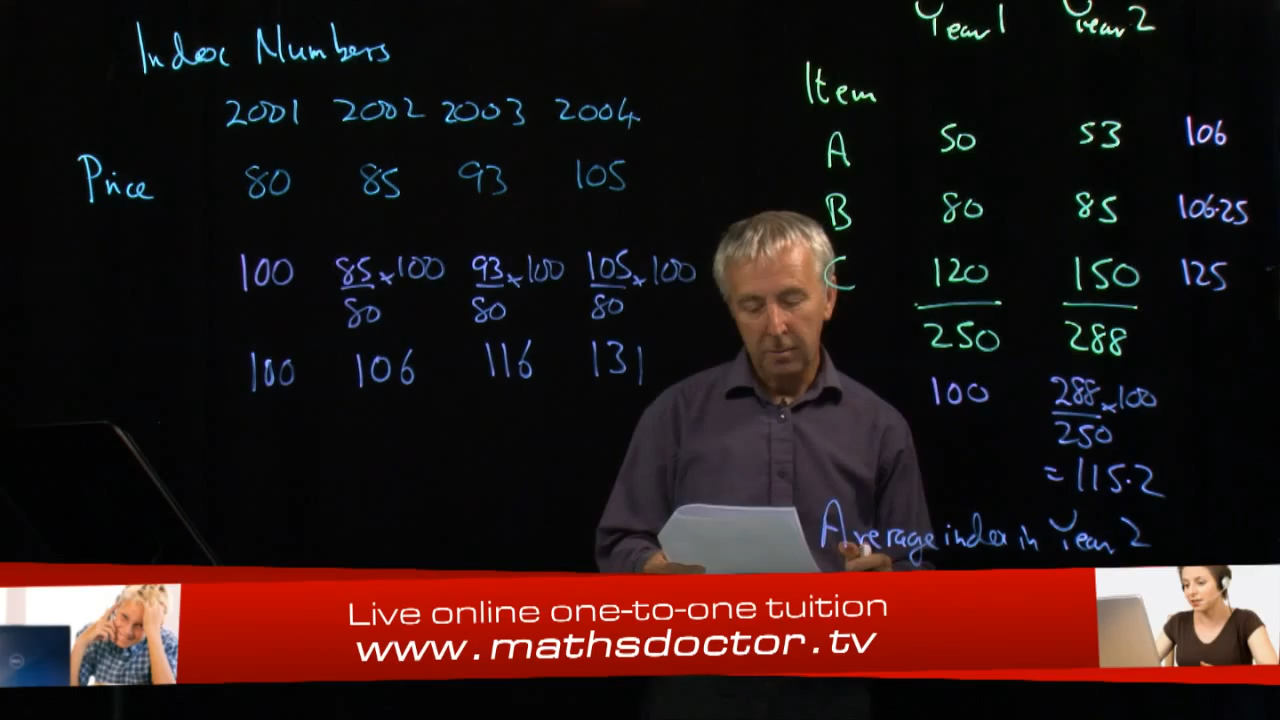 Index Numbers
2001 2002 2003 2004
Price 80 85 93 105
100 85/80 × 100 93/80 × 100 105/80 × 100
100 106 116 131
Year 1 Year 2
Item
A 50 53 106
B 80 85 106.25
C 120 150 125
250 288
100 288/250 × 100
= 115.2
Average index in Year 2
Live online one-to-one tuition
www.mathsdoctor.tv